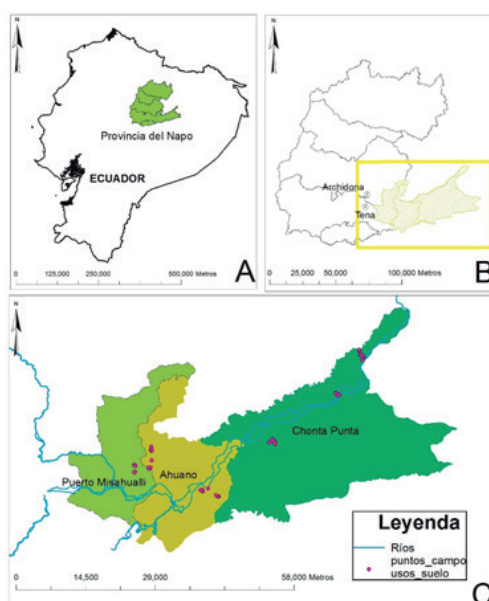 N
Provincia del Napo
ECUADOR
0 125,000 250,000 500,000 Metros
A
N
Archidona
Tena
0 25,000 50,000 100,000 Metros
B
N
Chonta Punta
Ahuano
Puerto Misahualli
Leyenda
Ríos
puntos_campo
usos_suelo
0 14,500 29,000 58,000 Metros
C